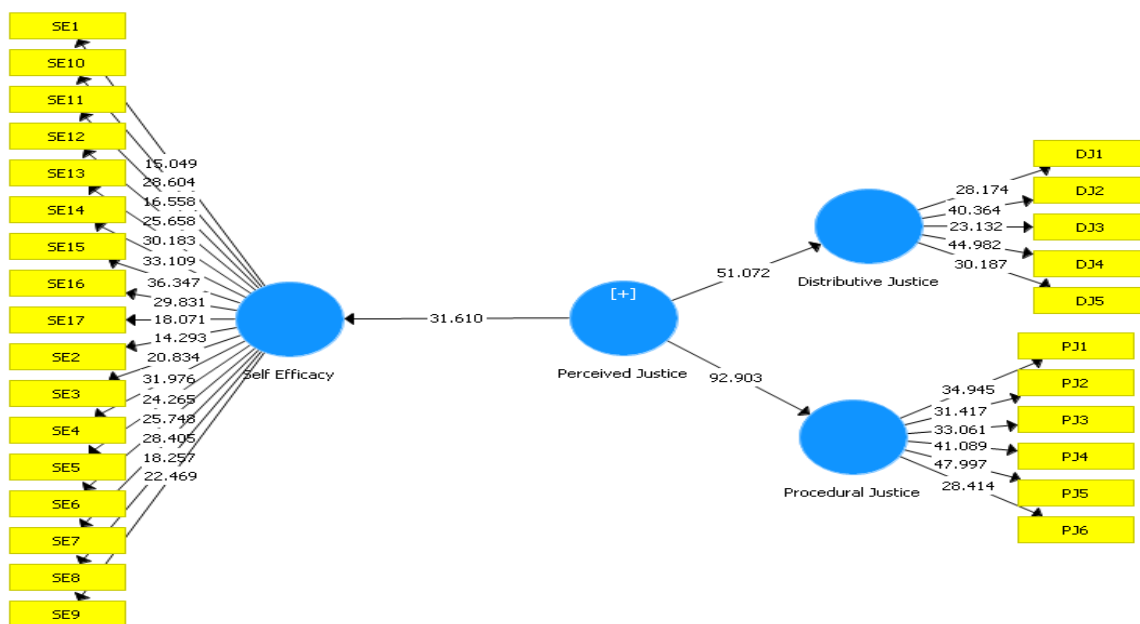 SE1
SE10
SE11
SE12
SE13
SE14
SE15
SE16
SE17
SE2
SE3
SE4
SE5
SE6
SE7
SE8
SE9
15.049
28.604
16.558
25.658
30.183
33.109
36.347
29.831
18.071
14.293
20.834
31.976
24.265
25.748
28.405
18.257
22.469
Self Efficacy
31.610
[+]
Perceived Justice
51.072
92.903
Distributive Justice
28.174
40.364
23.132
44.982
30.187
DJ1
DJ2
DJ3
DJ4
DJ5
Procedural Justice
34.945
31.417
33.061
41.089
47.997
28.414
PJ1
PJ2
PJ3
PJ4
PJ5
PJ6